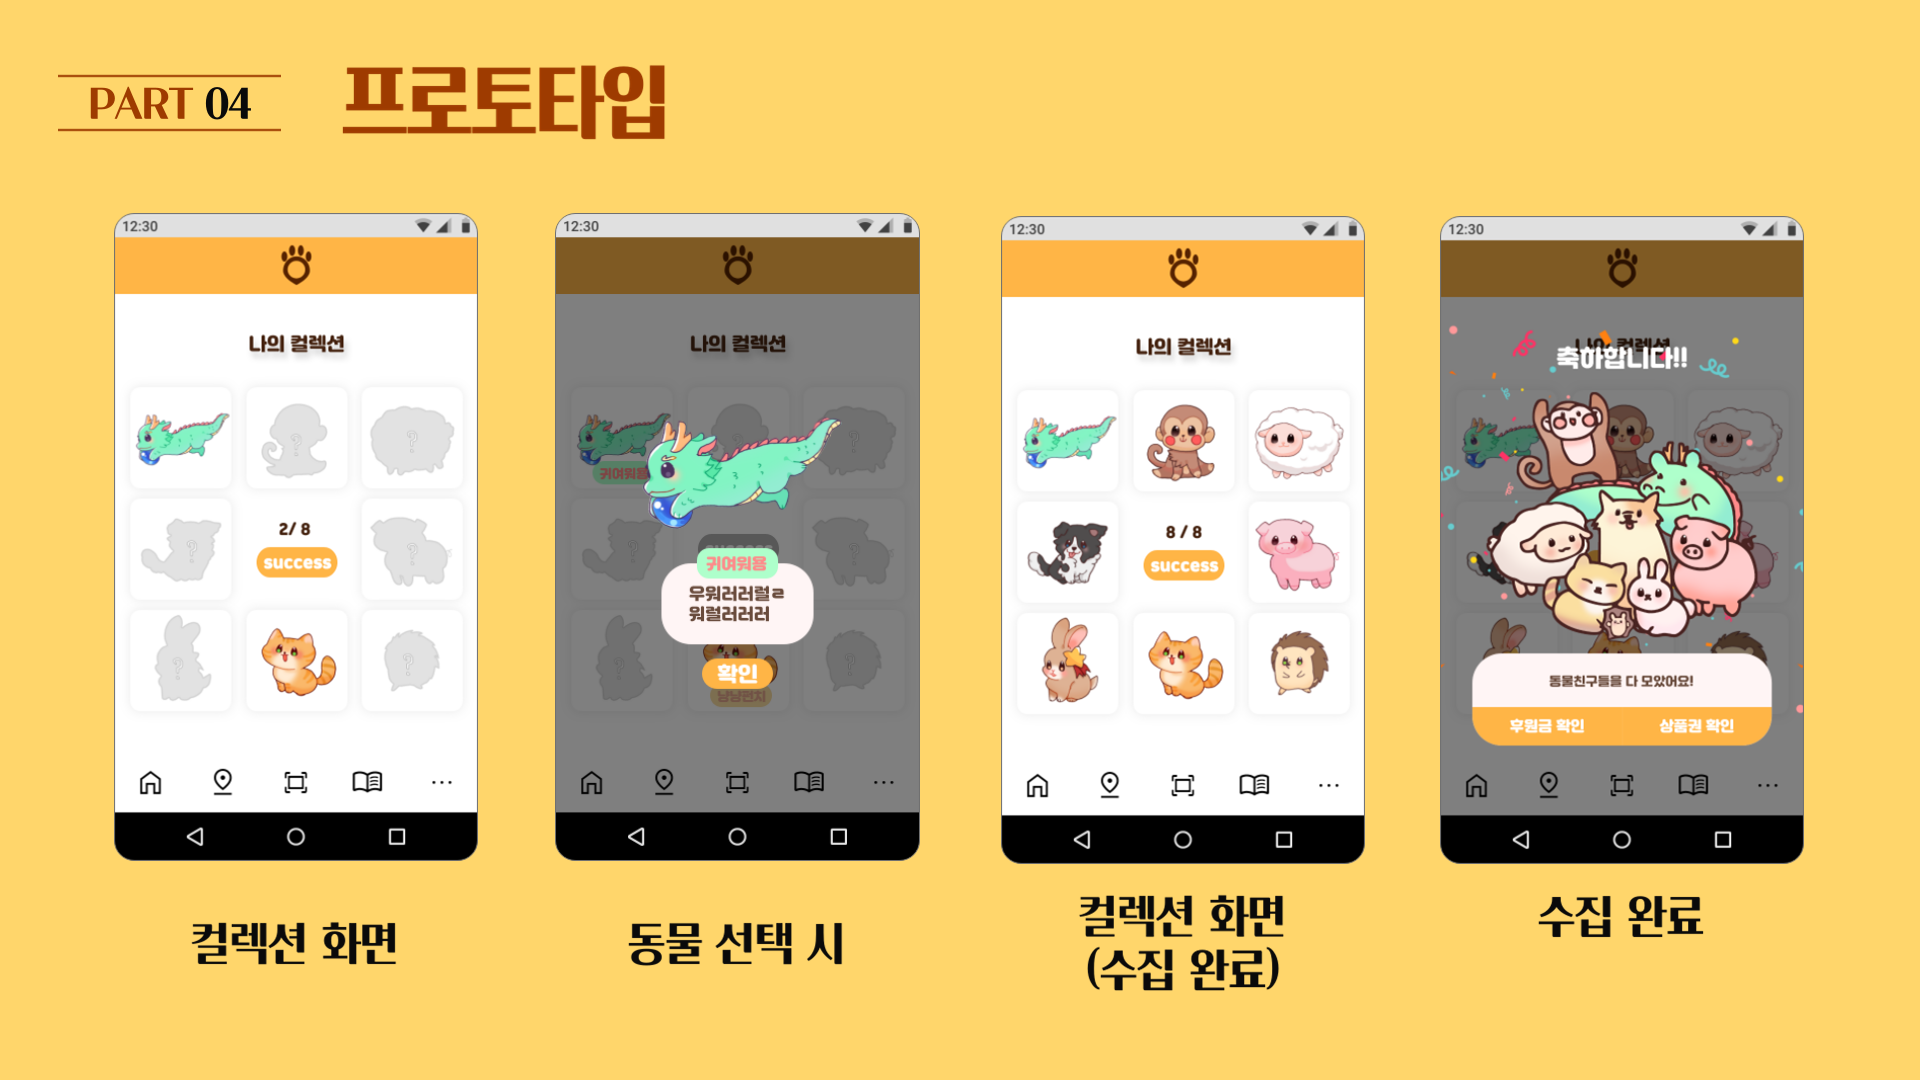 PART 04
프로토타입
12:30
나의 컬렉션
?
?
?
2/ 8
success
?
?
?
컬렉션 화면
12:30
나의 컬렉션
귀여워용
귀여워용
우워러러럴ㄹ
워럴러러러
확인
냥냥펀치
동물 선택 시
12:30
나의 컬렉션
8 / 8
success
컬렉션 화면
(수집 완료)
12:30
나의 컬렉션
축하합니다!!
동물친구들을 다 모았어요!
후원금 확인
상품권 확인
수집 완료